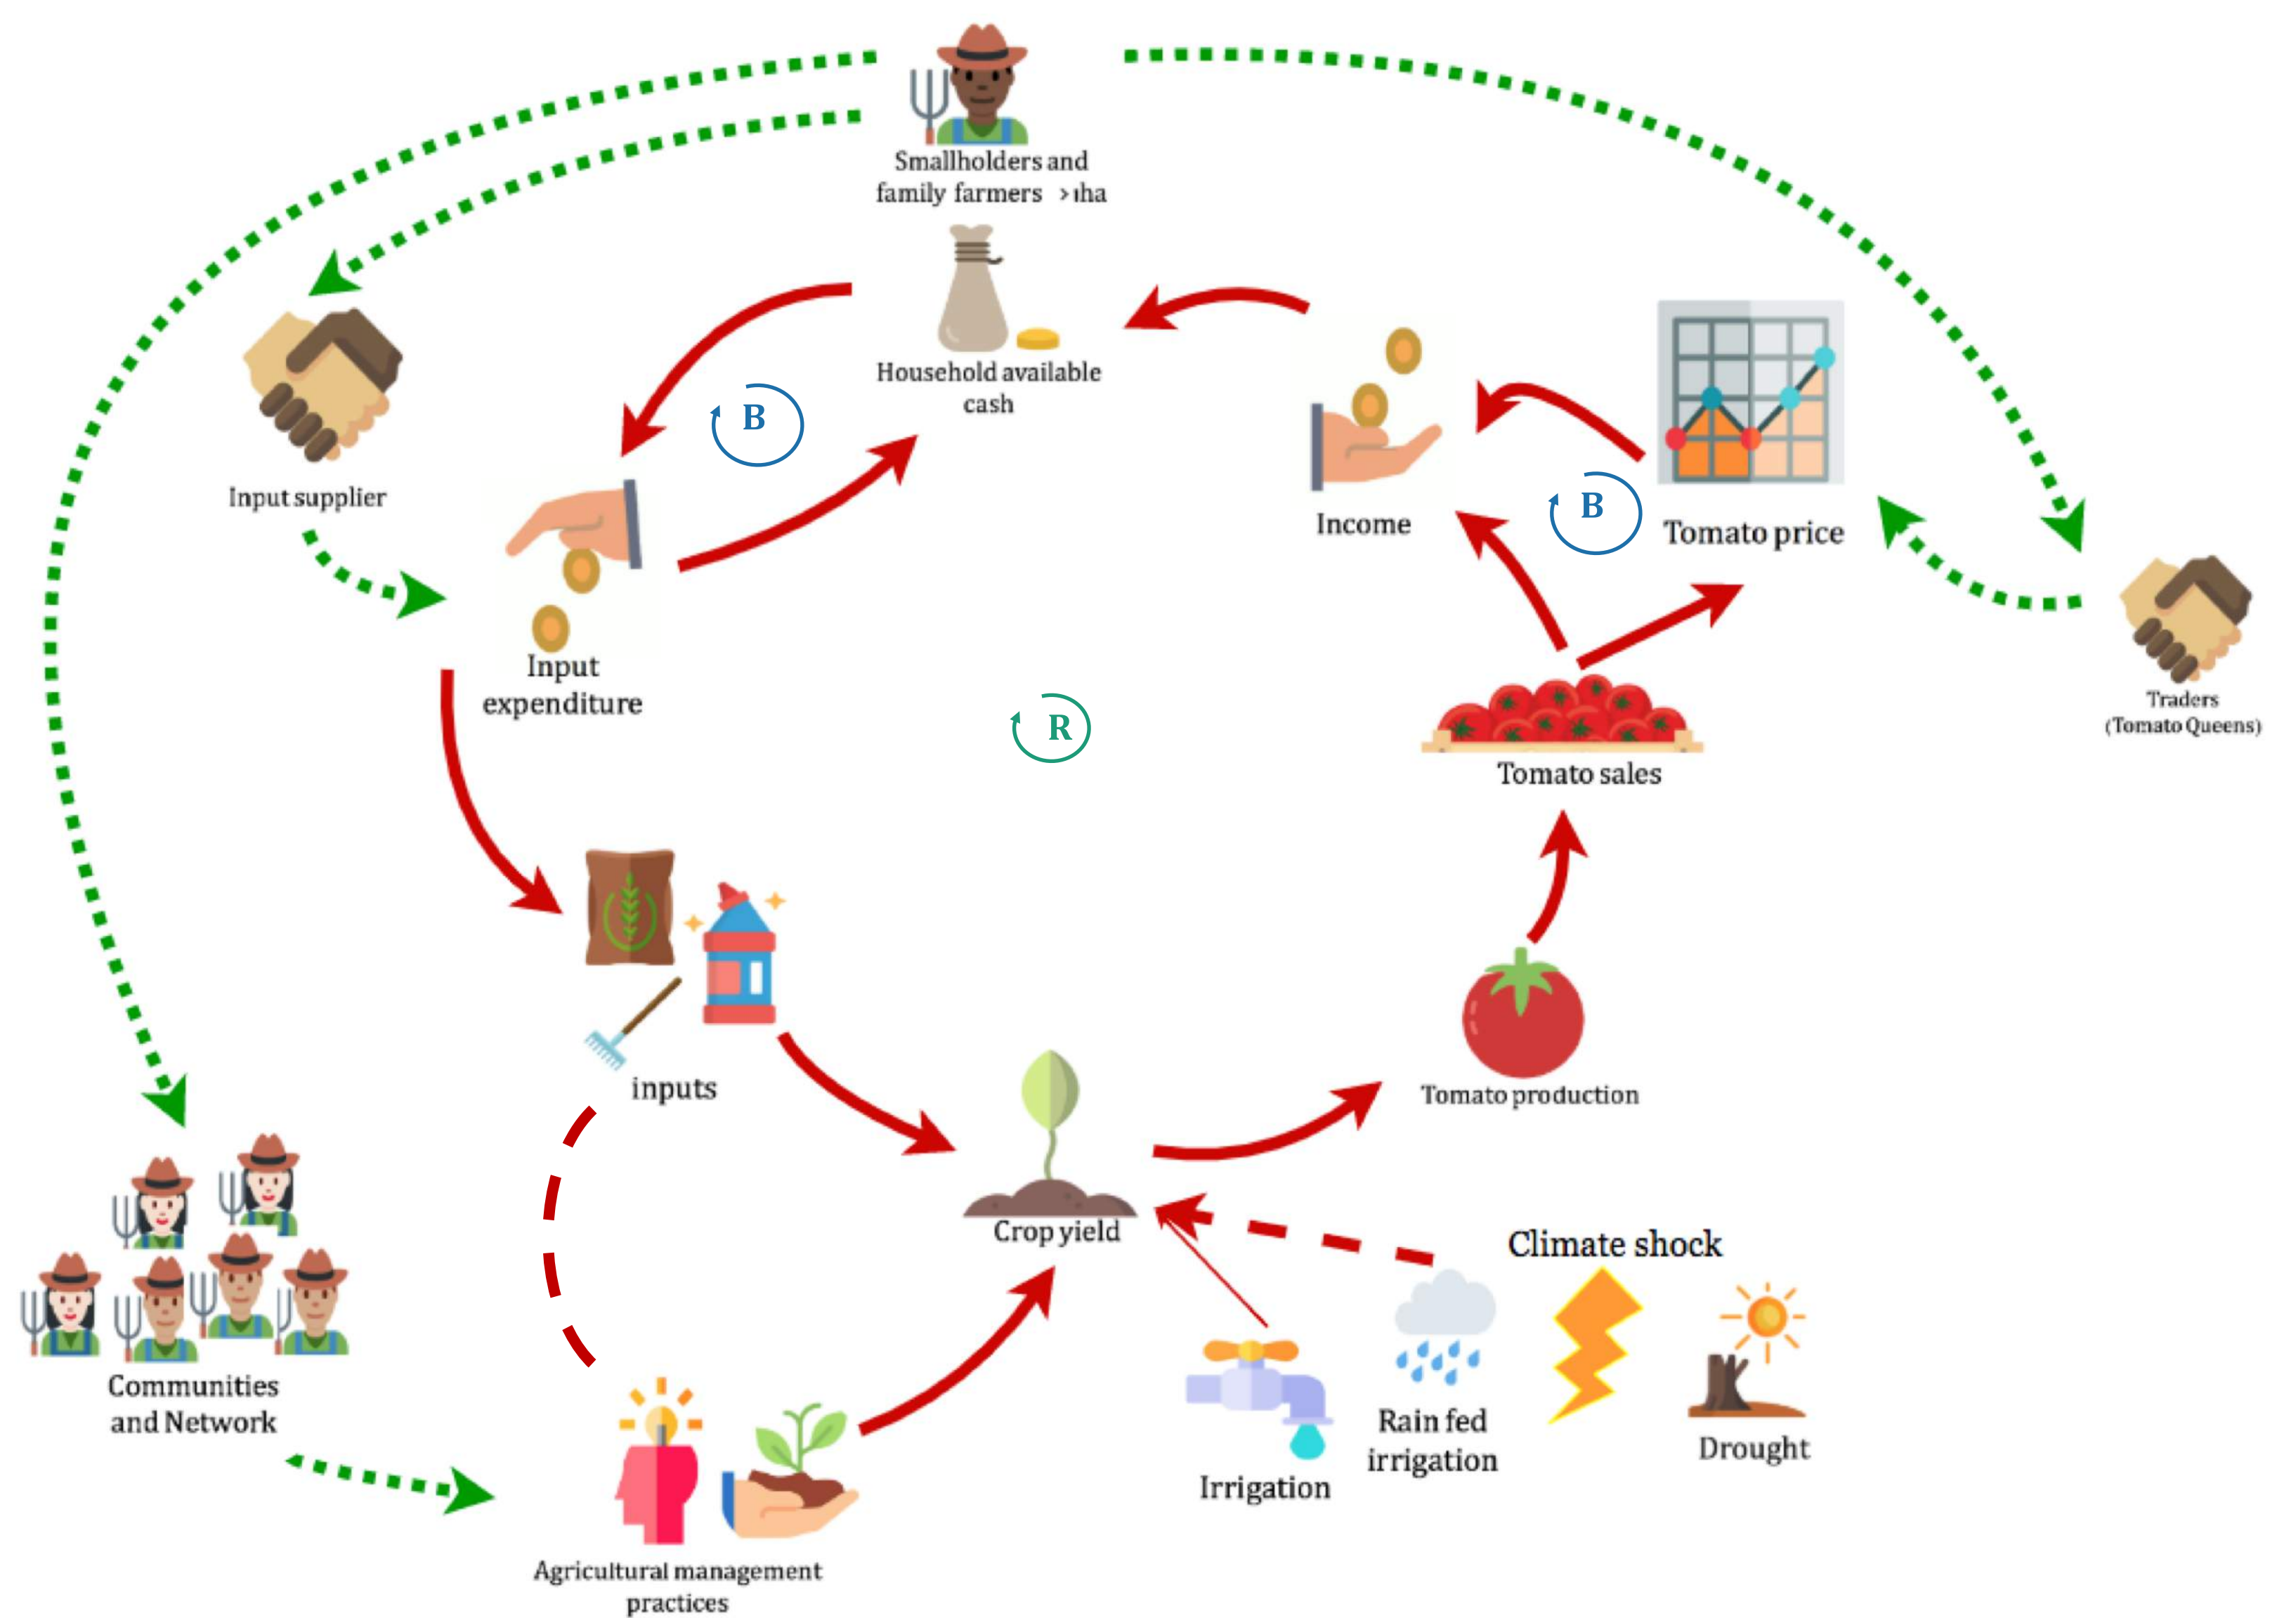 Smallholders and
family farmers >1ha
Household available
cash
Input supplier
B
Income
B
Tomato price
Input
expenditure
R
Traders
(Tomato Queens)
Tomato sales
inputs
Tomato production
Crop yield
Climate shock
Communities
and Network
Rain fed
irrigation
Drought
Irrigation
Agricultural management
practices